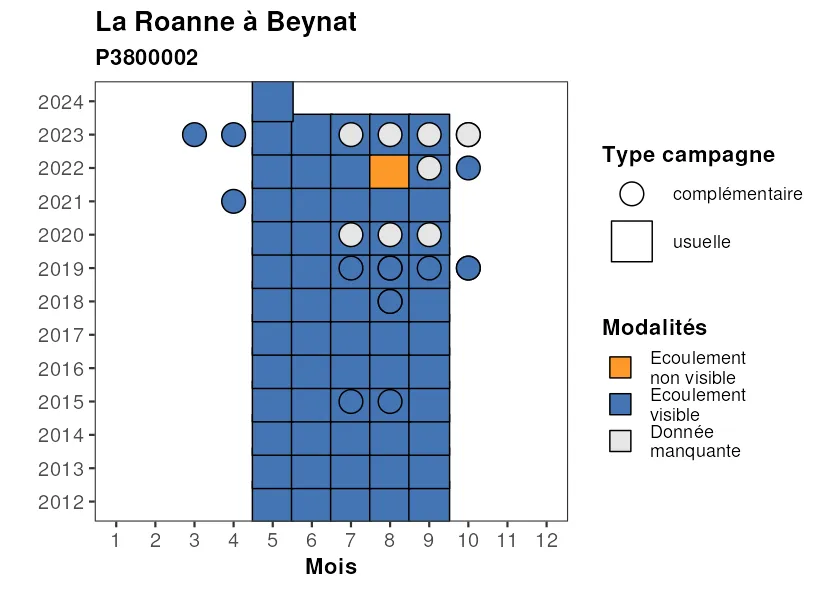 La Roanne à Beynat
P3800002
2024
2023
2022
2021
2020
2019
2018
2017
2016
2015
2014
2013
2012
1 2 3 4 5 6 7 8 9 10 11 12
Mois
Type campagne
complémentaire
usuelle
Modalités
Ecoulement
non visible
Ecoulement
visible
Donnée
manquante